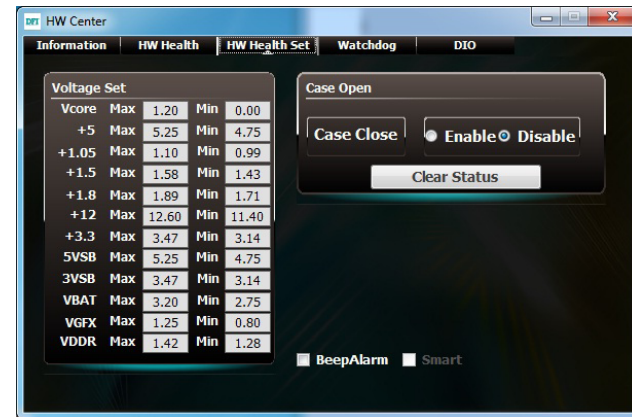 DFI HW Center
Information HW Health HW Health Set Watchdog DIO
Voltage Set
Vcore Max 1.20 Min 0.00
+5 Max 5.25 Min 4.75
+1.05 Max 1.10 Min 0.99
+1.5 Max 1.58 Min 1.43
+1.8 Max 1.89 Min 1.71
+12 Max 12.60 Min 11.40
+3.3 Max 3.47 Min 3.14
5VSB Max 5.25 Min 4.75
3VSB Max 3.47 Min 3.14
VBAT Max 3.20 Min 2.75
VGFX Max 1.25 Min 0.80
VDDR Max 1.42 Min 1.28
Case Open
Case Close Enable Disable
Clear Status
BeepAlarm Smart